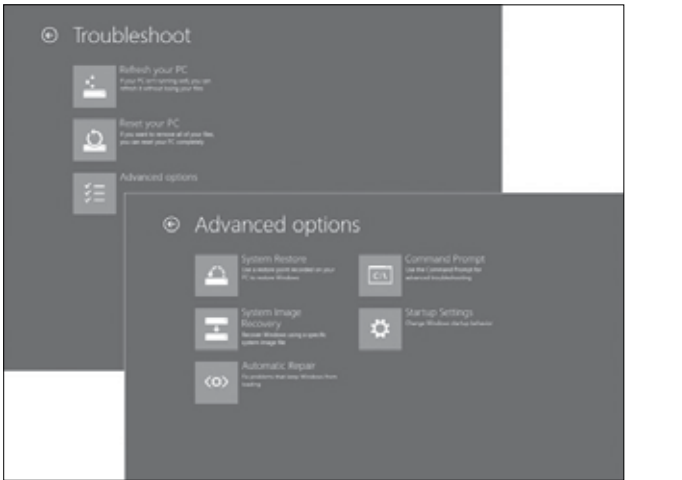 Troubleshoot
Refresh your PC
If your PC isn't running well, you can
refresh it without losing your files
Reset your PC
If you want to remove all of your files,
you can reset your PC completely
Advanced options
Advanced options
System Restore
Use a restore point recorded on your
PC to restore Windows
System Image
Recovery
Recover Windows using a specific
system image file
Automatic Repair
Fix problems that keep Windows from
loading
Command Prompt
Use the Command Prompt for
advanced troubleshooting
C:\
Startup Settings
Change Windows startup behavior